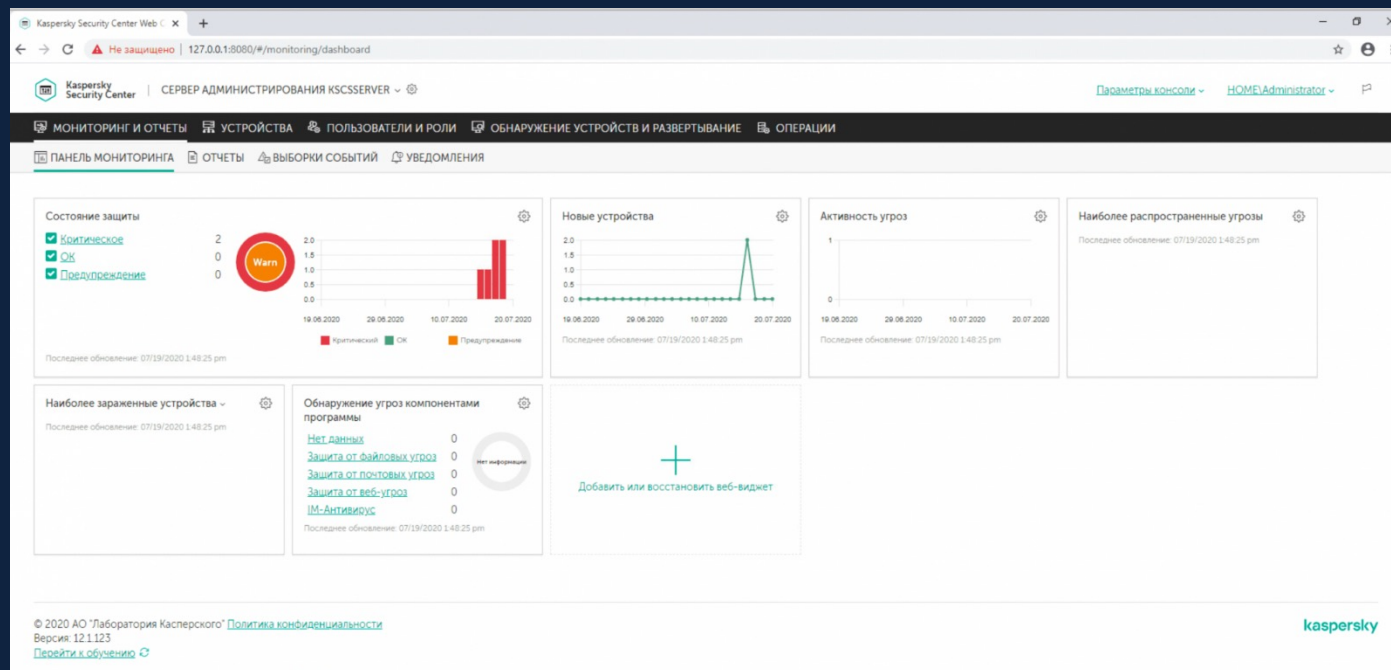 Kaspersky Security Center Web C
Не защищено | 127.0.0.1:8080/#/monitoring/dashboard
Kaspersky
Security Center
СЕРВЕР АДМИНИСТРИРОВАНИЯ KSCSSERVER
Параметры консоли
HOME\Administrator
МОНИТОРИНГ И ОТЧЕТЫ УСТРОЙСТВА ПОЛЬЗОВАТЕЛИ И РОЛИ ОБНАРУЖЕНИЕ УСТРОЙСТВ И РАЗВЕРТЫВАНИЕ ОПЕРАЦИИ
ПАНЕЛЬ МОНИТОРИНГА ОТЧЕТЫ ВЫБОРКИ СОБЫТИЙ УВЕДОМЛЕНИЯ
Состояние защиты
Критическое 2
ОК 0
Предупреждение 0
Warn
2.0
1.5
1.0
0.5
0.0
19.06.2020 29.06.2020 10.07.2020 20.07.2020
Критический ОК Предупреждение
Последнее обновление: 07/19/2020 1:48:25 pm
Новые устройства
2.0
1.5
1.0
0.5
0.0
19.06.2020 29.06.2020 10.07.2020 20.07.2020
Последнее обновление: 07/19/2020 1:48:25 pm
Активность угроз
1
0
19.06.2020 29.06.2020 10.07.2020 20.07.2020
Последнее обновление: 07/19/2020 1:48:25 pm
Наиболее распространенные угрозы
Последнее обновление: 07/19/2020 1:48:25 pm
Наиболее зараженные устройства
Последнее обновление: 07/19/2020 1:48:25 pm
Обнаружение угроз компонентами
программы
Нет данных 0
Защита от файловых угроз 0
Защита от почтовых угроз 0
Защита от веб-угроз 0
IM-Антивирус 0
Нет информации
Последнее обновление: 07/19/2020 1:48:25 pm
Добавить или восстановить веб-виджет
© 2020 АО "Лаборатория Касперского" Политика конфиденциальности
Версия: 12.1.123
Перейти к обучению
kaspersky